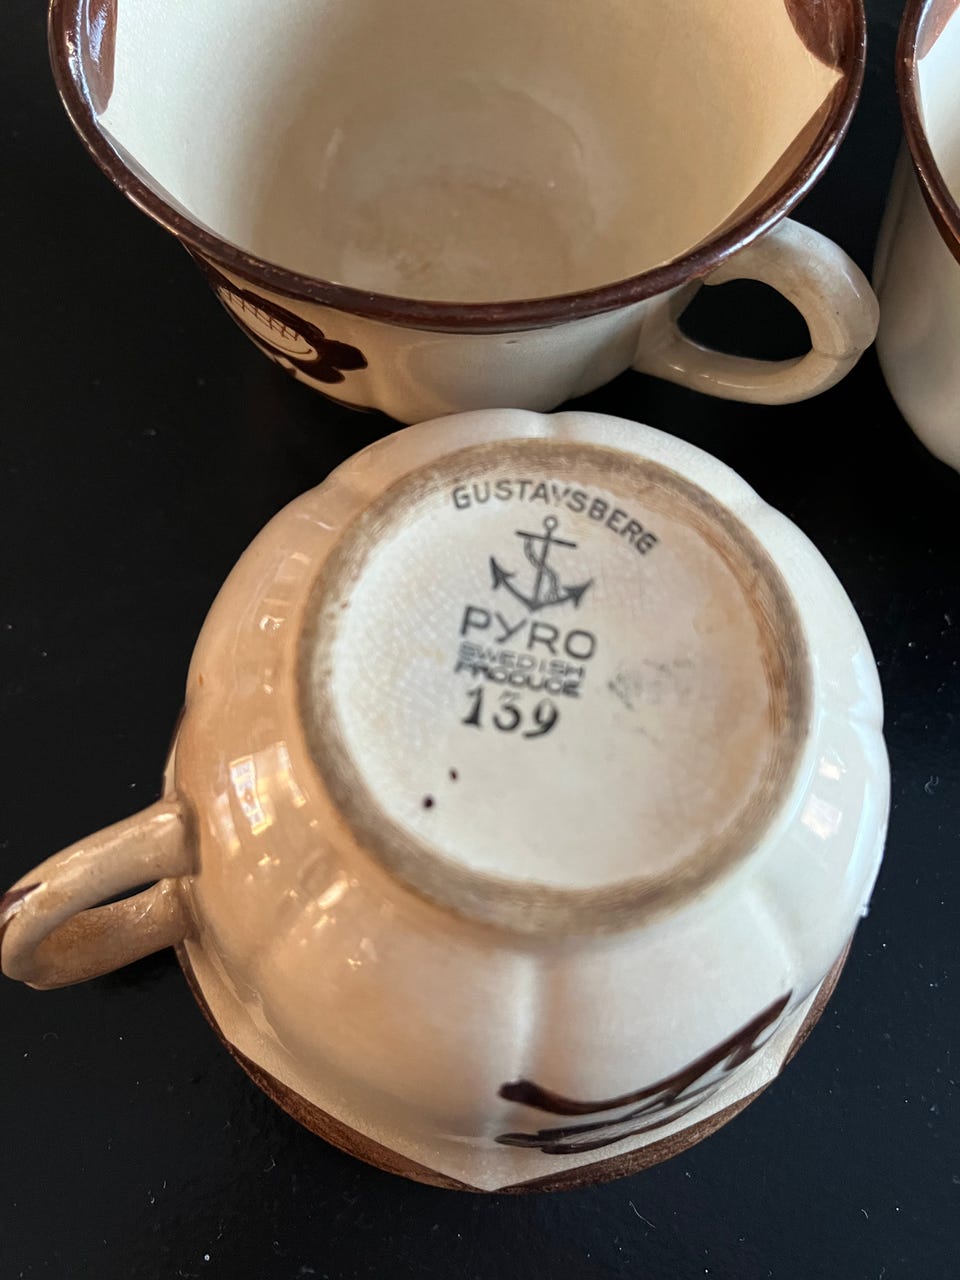 GUSTAVSBERG
PYRO
SWEDISH
PRODUCE
139